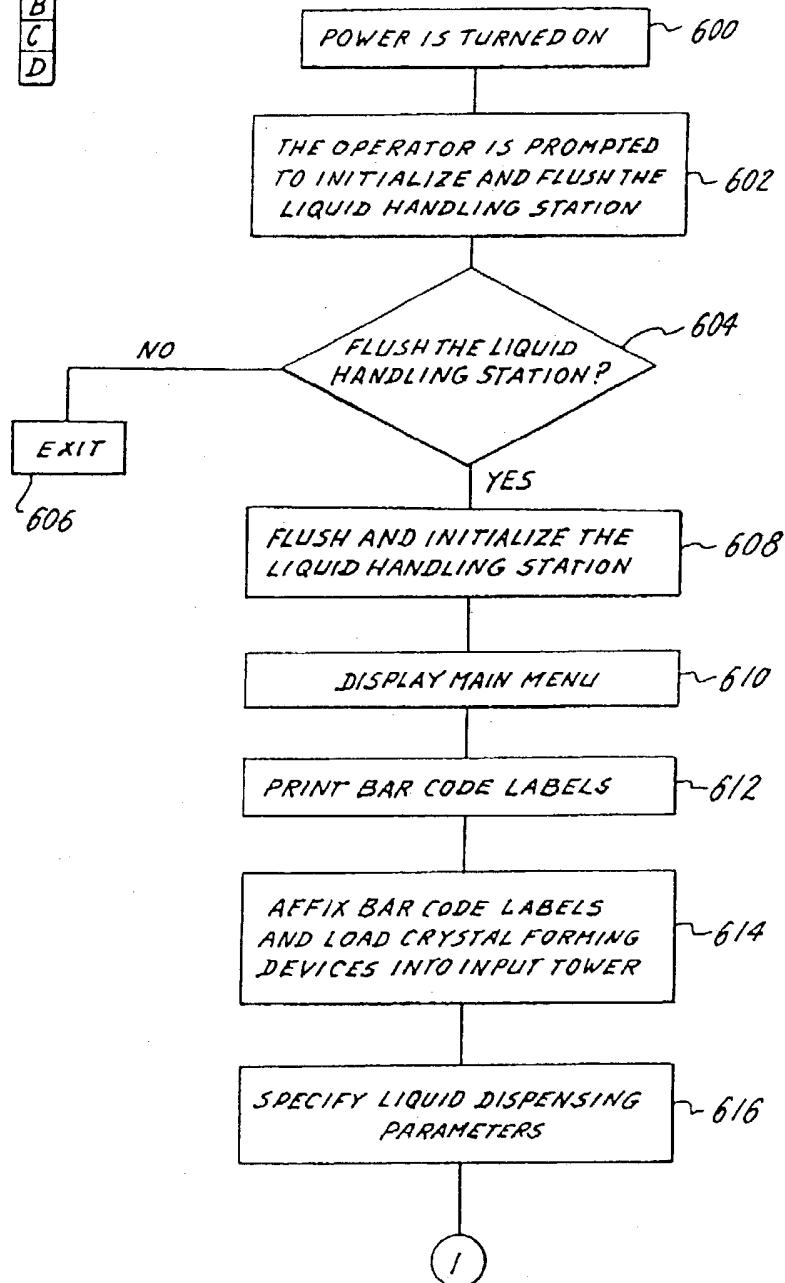 B
C
D
POWER IS TURNED ON
600
THE OPERATOR IS PROMPTED
TO INITIALIZE AND FLUSH THE
LIQUID HANDLING STATION
602
FLUSH THE LIQUID
HANDLING STATION?
604
NO
EXIT
606
YES
FLUSH AND INITIALIZE THE
LIQUID HANDLING STATION
608
DISPLAY MAIN MENU
610
PRINT BAR CODE LABELS
612
AFFIX BAR CODE LABELS
AND LOAD CRYSTAL FORMING
DEVICES INTO INPUT TOWER
614
SPECIFY LIQUID DISPENSING
PARAMETERS
616
1